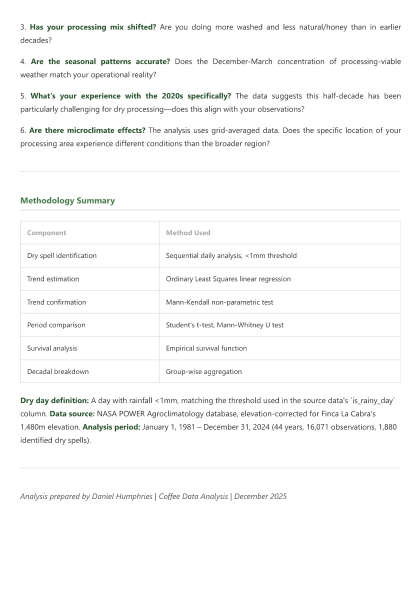 3. Has your processing mix shifted? Are you doing more washed and less natural/honey than in earlier
decades?
4. Are the seasonal patterns accurate? Does the December-March concentration of processing-viable
weather match your operational reality?
5. What's your experience with the 2020s specifically? The data suggests this half-decade has been
particularly challenging for dry processing—does this align with your observations?
6. Are there microclimate effects? The analysis uses grid-averaged data. Does the specific location of your
processing area experience different conditions than the broader region?
Methodology Summary
Component Method Used
Dry spell identification Sequential daily analysis, <1mm threshold
Trend estimation Ordinary Least Squares linear regression
Trend confirmation Mann-Kendall non-parametric test
Period comparison Student's t-test, Mann-Whitney U test
Survival analysis Empirical survival function
Decadal breakdown Group-wise aggregation
Dry day definition: A day with rainfall <1mm, matching the threshold used in the source data's `is_rainy_day`
column. Data source: NASA POWER Agroclimatology database, elevation-corrected for Finca La Cabra's
1,480m elevation. Analysis period: January 1, 1981 – December 31, 2024 (44 years, 16,071 observations, 1,880
identified dry spells).
Analysis prepared by Daniel Humphries | Coffee Data Analysis | December 2025